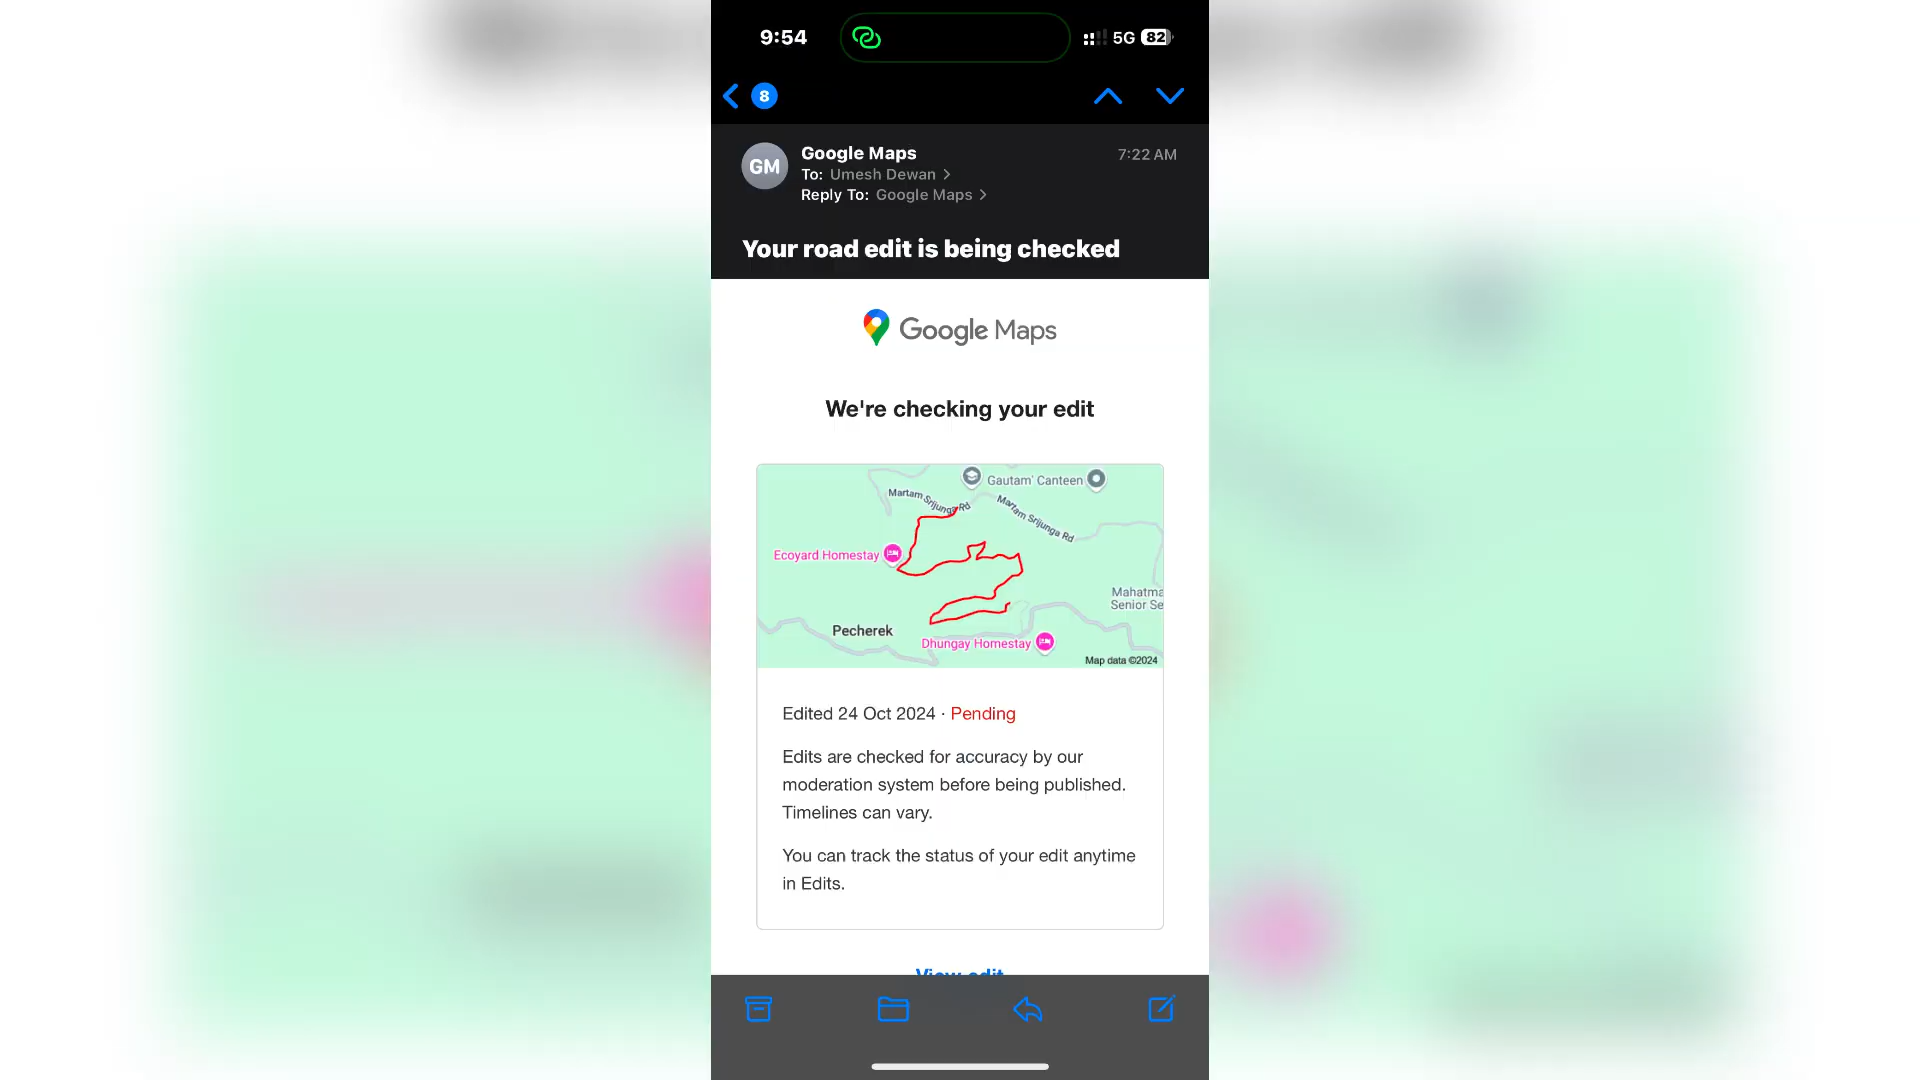 9:54
5G 82
8
GM
Google Maps
7:22 AM
To: Umesh Dewan
Reply To: Google Maps
Your road edit is being checked
Google Maps
We're checking your edit
Gautam' Canteen
Martam Srijunga Rd
Martam Srijunga Rd
Ecoyard Homestay
Mahatma
Senior Se
Pecherek
Dhungay Homestay
Map data ©2024
Edited 24 Oct 2024 · Pending
Edits are checked for accuracy by our
moderation system before being published.
Timelines can vary.
You can track the status of your edit anytime
in Edits.
View edit